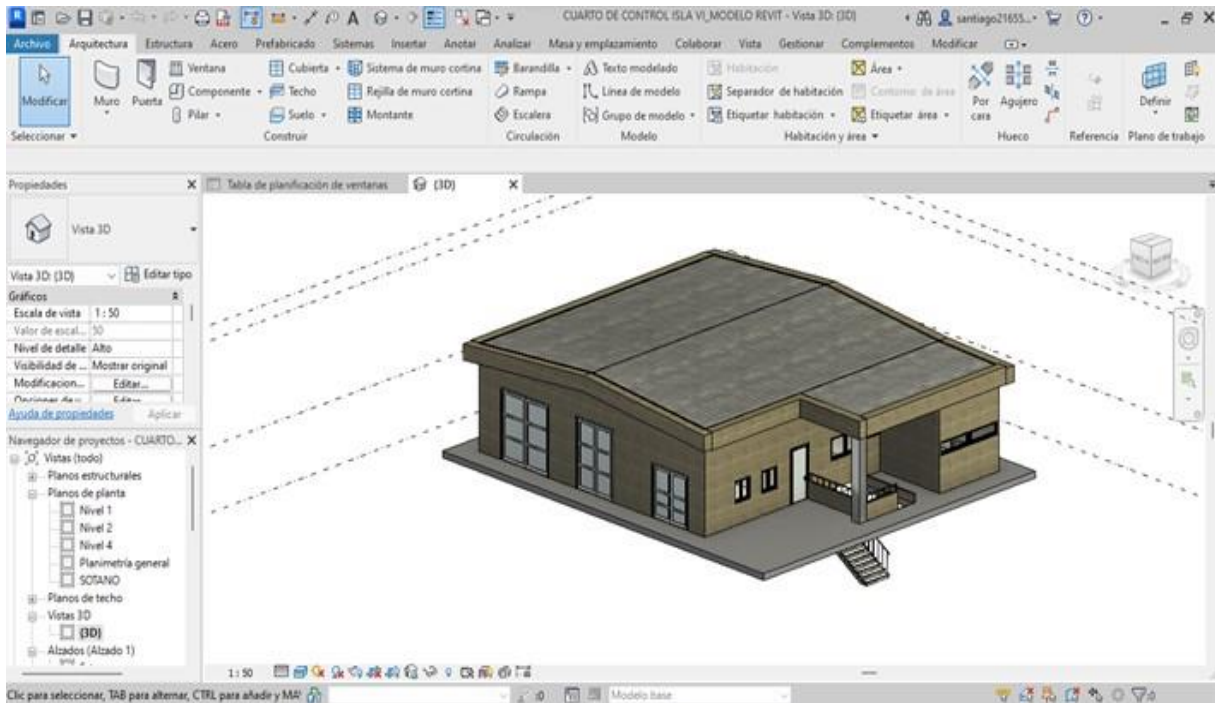 CUARTO DE CONTROL ISLA VI_MODELO REVIT - Vista 3D: {3D}
santiago21655...
Archivo Arquitectura Estructura Acero Prefabricado Sistemas Insertar Anotar Analizar Masa y emplazamiento Colaborar Vista Gestionar Complementos Modificar
Ventana Cubierta Sistema de muro cortina Barandilla Texto modelado Habitación Área
Componente Techo Rejilla de muro cortina Rampa Línea de modelo Separador de habitación Contorno de área
Modificar Muro Puerta Por cara Agujero Definir
Pilar Suelo Montante Escalera Grupo de modelo Etiquetar habitación Etiquetar área
Seleccionar Construir Circulación Modelo Habitación y área Hueco Referencia Plano de trabajo
Propiedades Tabla de planificación de ventanas {3D}
Vista 3D
Vista 3D: {3D} Editar tipo
Gráficos
Escala de vista 1 : 50
Valor de escal... 50
Nivel de detalle Alto
Visibilidad de ... Mostrar original
Modificacion... Editar...
Ayuda de propiedades Aplicar
Navegador de proyectos - CUARTO...
Vistas (todo)
Planos estructurales
Planos de planta
Nivel 1
Nivel 2
Nivel 4
Planimetría general
SOTANO
Planos de techo
Vistas 3D
{3D}
Alzados (Alzado 1)
1 : 50
Clic para seleccionar, TAB para alternar, CTRL para añadir y MA
:0 Modelo base :0